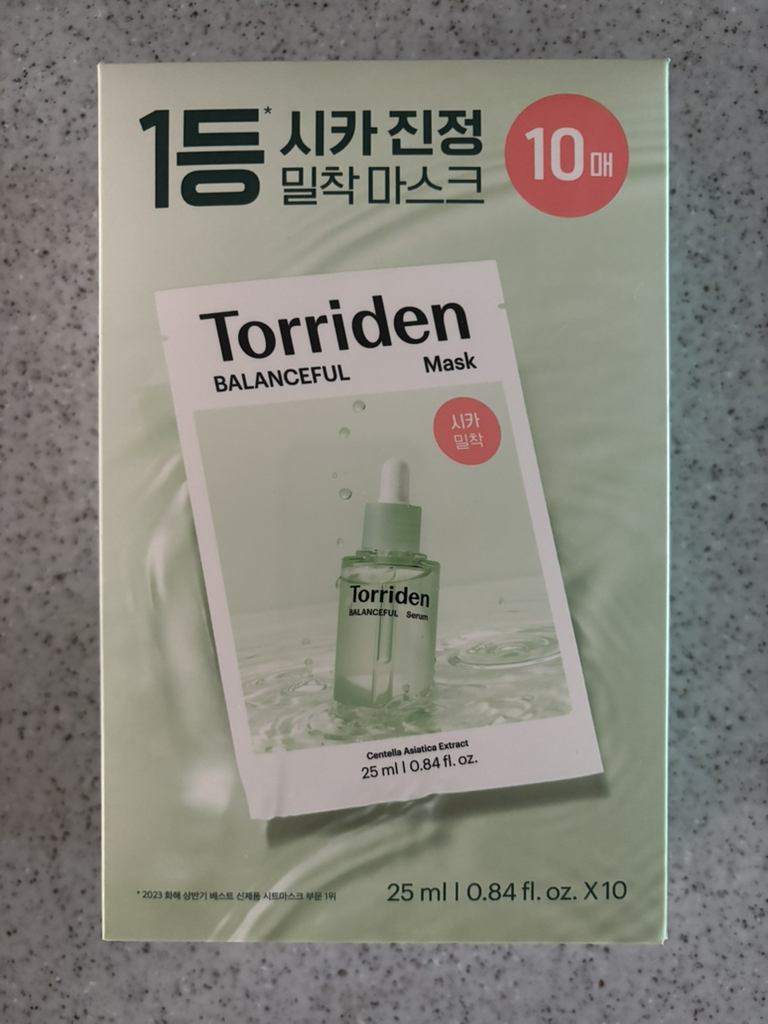 1등* 시카 진정
밀착 마스크
10매
Torriden
BALANCEFUL Mask
시카
밀착
Torriden
BALANCEFUL Serum
Centella Asiatica Extract
25 ml | 0.84 fl. oz.
* 2023 화해 상반기 베스트 신제품 시트마스크 부문 1위
25 ml | 0.84 fl. oz. X 10